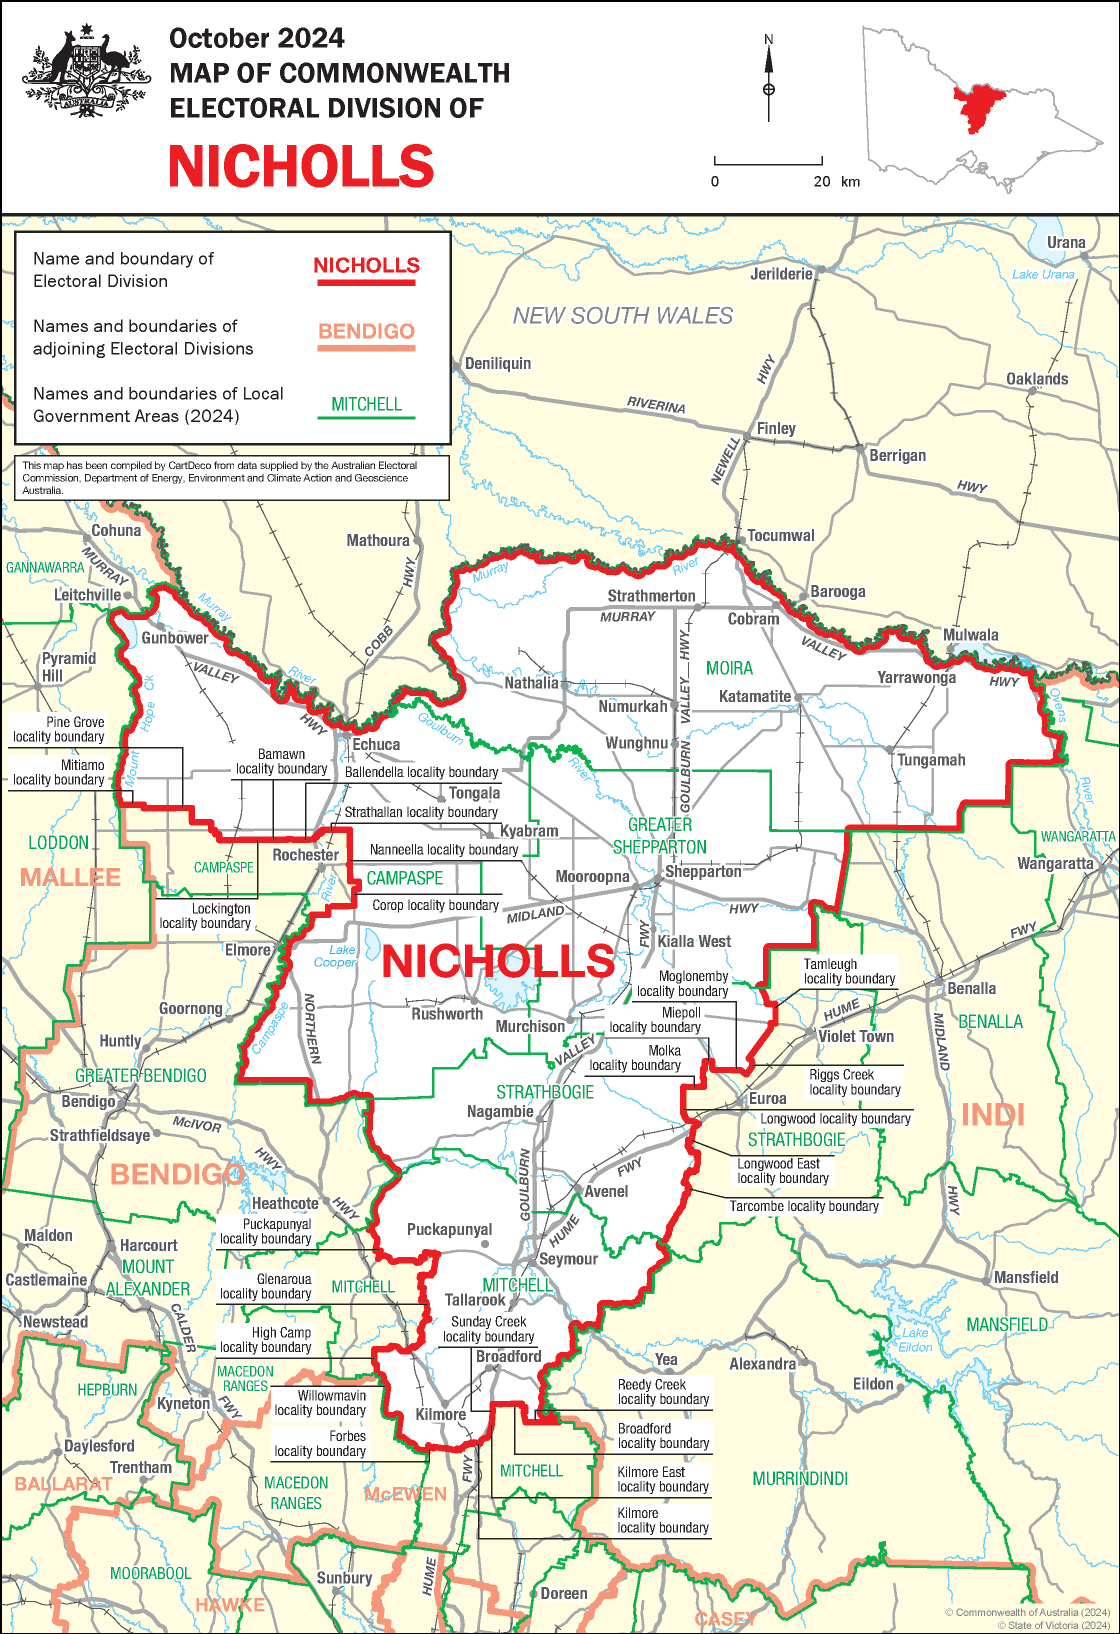 October 2024
MAP OF COMMONWEALTH
ELECTORAL DIVISION OF
NICHOLLS
N
0 20 km
Name and boundary of
Electoral Division
NICHOLLS
Names and boundaries of
adjoining Electoral Divisions
BENDIGO
Names and boundaries of Local
Government Areas (2024)
MITCHELL
This map has been compiled by CartDeco from data supplied by the Australian Electoral
Commission, Department of Energy, Environment and Climate Action and Geoscience
Australia.
Urana
Lake Urana
Jerilderie
NEW SOUTH WALES
Deniliquin
HWY
Oaklands
RIVERINA
Finley
NEWELL
Berrigan
HWY
Cohuna
Mathoura
Tocumwal
GANNAWARRA
MURRAY
HWY
Murray
River
Leitchville
Murray
Strathmerton
Barooga
MURRAY
Cobram
Gunbower
COBB
HWY
VALLEY
Mulwala
Pyramid
Hill
VALLEY
River
MOIRA
Yarrawonga
HWY
Nathalia
VALLEY
Katamatite
Ovens
Hope Ck
Numurkah
Pine Grove
locality boundary
HWY
Goulburn
Echuca
Wunghnu
Mitiamo
locality boundary
Mount
Bamawn
locality boundary
Ballendella locality boundary
River
GOULBURN
Tungamah
Tongala
River
Strathallan locality boundary
Kyabram
GREATER
SHEPPARTON
LODDON
WANGARATTA
Rochester
Nanneella locality boundary
CAMPASPE
Wangaratta
MALLEE
CAMPASPE
Mooroopna
Shepparton
River
Corop locality boundary
Lockington
locality boundary
MIDLAND
HWY
FWY
FWY
Elmore
Lake
Cooper
NICHOLLS
Kialla West
Moglonemby
locality boundary
Tamleugh
locality boundary
Benalla
Goornong
NORTHERN
Rushworth
Miepoll
locality boundary
HUME
Murchison
Campaspe
MIDLAND
BENALLA
Huntly
VALLEY
Molka
locality boundary
Violet Town
GREATER BENDIGO
Riggs Creek
locality boundary
STRATHBOGIE
Bendigo
Nagambie
Euroa
Longwood locality boundary
INDI
McIVOR
Strathfieldsaye
STRATHBOGIE
HWY
GOULBURN
FWY
Longwood East
locality boundary
BENDIGO
Avenel
Heathcote
HWY
Tarcombe locality boundary
HWY
Puckapunyal
locality boundary
Puckapunyal
HUME
Maldon
Harcourt
Seymour
MOUNT
ALEXANDER
Castlemaine
Glenaroua
locality boundary
MITCHELL
MITCHELL
Mansfield
Tallarook
Newstead
CALDER
Sunday Creek
locality boundary
Lake
Eildon
MANSFIELD
High Camp
locality boundary
Broadford
Yea
Alexandra
HEPBURN
MACEDON
RANGES
Reedy Creek
locality boundary
Eildon
Kyneton
FWY
Willowmavin
locality boundary
Kilmore
Broadford
locality boundary
Daylesford
Forbes
locality boundary
Trentham
FWY
MITCHELL
Kilmore East
locality boundary
MURRINDINDI
BALLARAT
MACEDON
RANGES
McEWEN
Kilmore
locality boundary
MOORABOOL
Sunbury
HUME
Doreen
HAWKE
CASEY
© Commonwealth of Australia (2024)
© State of Victoria (2024)